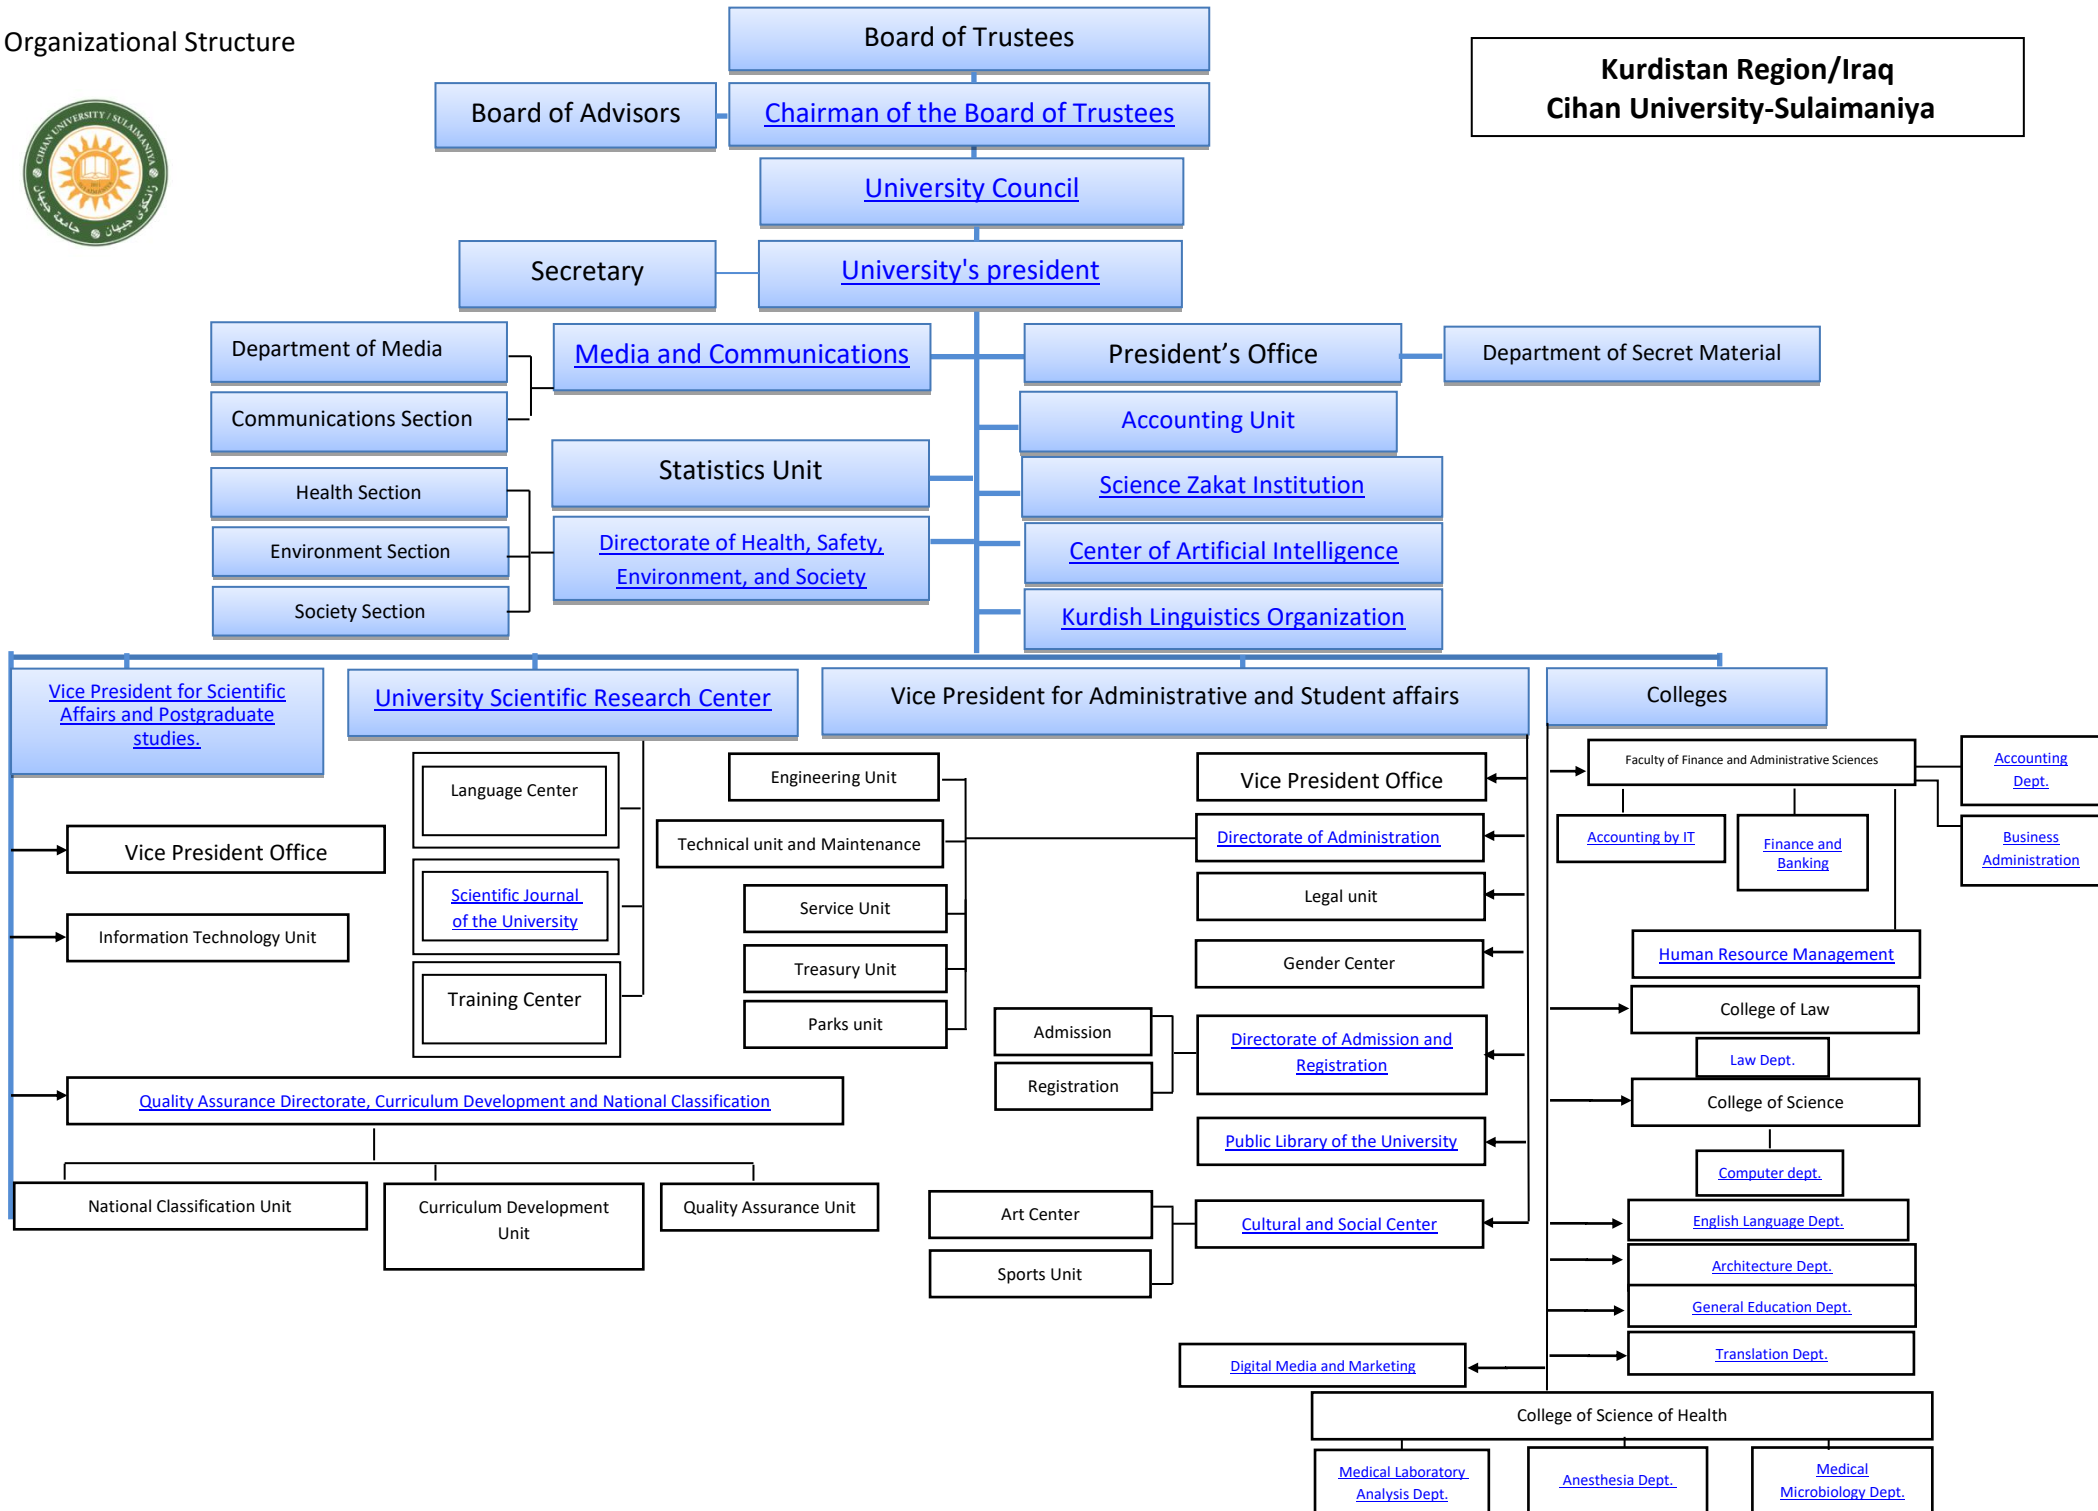 Organizational Structure
Board of Trustees
Kurdistan Region/Iraq
Cihan University-Sulaimaniya
CIHAN UNIVERSITY / SULAIMANIYA
زانكۆی جیهان
جامعة جيهان
Board of Advisors
Chairman of the Board of Trustees
University Council
Secretary
University's president
Department of Media
Media and Communications
President’s Office
Department of Secret Material
Communications Section
Accounting Unit
Statistics Unit
Health Section
Science Zakat Institution
Environment Section
Directorate of Health, Safety,
Environment, and Society
Center of Artificial Intelligence
Society Section
Kurdish Linguistics Organization
Vice President for Scientific
Affairs and Postgraduate
studies.
University Scientific Research Center
Vice President for Administrative and Student affairs
Colleges
Vice President Office
Information Technology Unit
Quality Assurance Directorate, Curriculum Development and National Classification
National Classification Unit
Curriculum Development
Unit
Quality Assurance Unit
Language Center
Scientific Journal
of the University
Training Center
Engineering Unit
Technical unit and Maintenance
Service Unit
Treasury Unit
Parks unit
Vice President Office
Directorate of Administration
Legal unit
Gender Center
Admission
Registration
Directorate of Admission and
Registration
Public Library of the University
Art Center
Sports Unit
Cultural and Social Center
Faculty of Finance and Administrative Sciences
Accounting
Dept.
Accounting by IT
Finance and
Banking
Business
Administration
Human Resource Management
College of Law
Law Dept.
College of Science
Computer dept.
English Language Dept.
Architecture Dept.
General Education Dept.
Translation Dept.
Digital Media and Marketing
College of Science of Health
Medical Laboratory
Analysis Dept.
Anesthesia Dept.
Medical
Microbiology Dept.